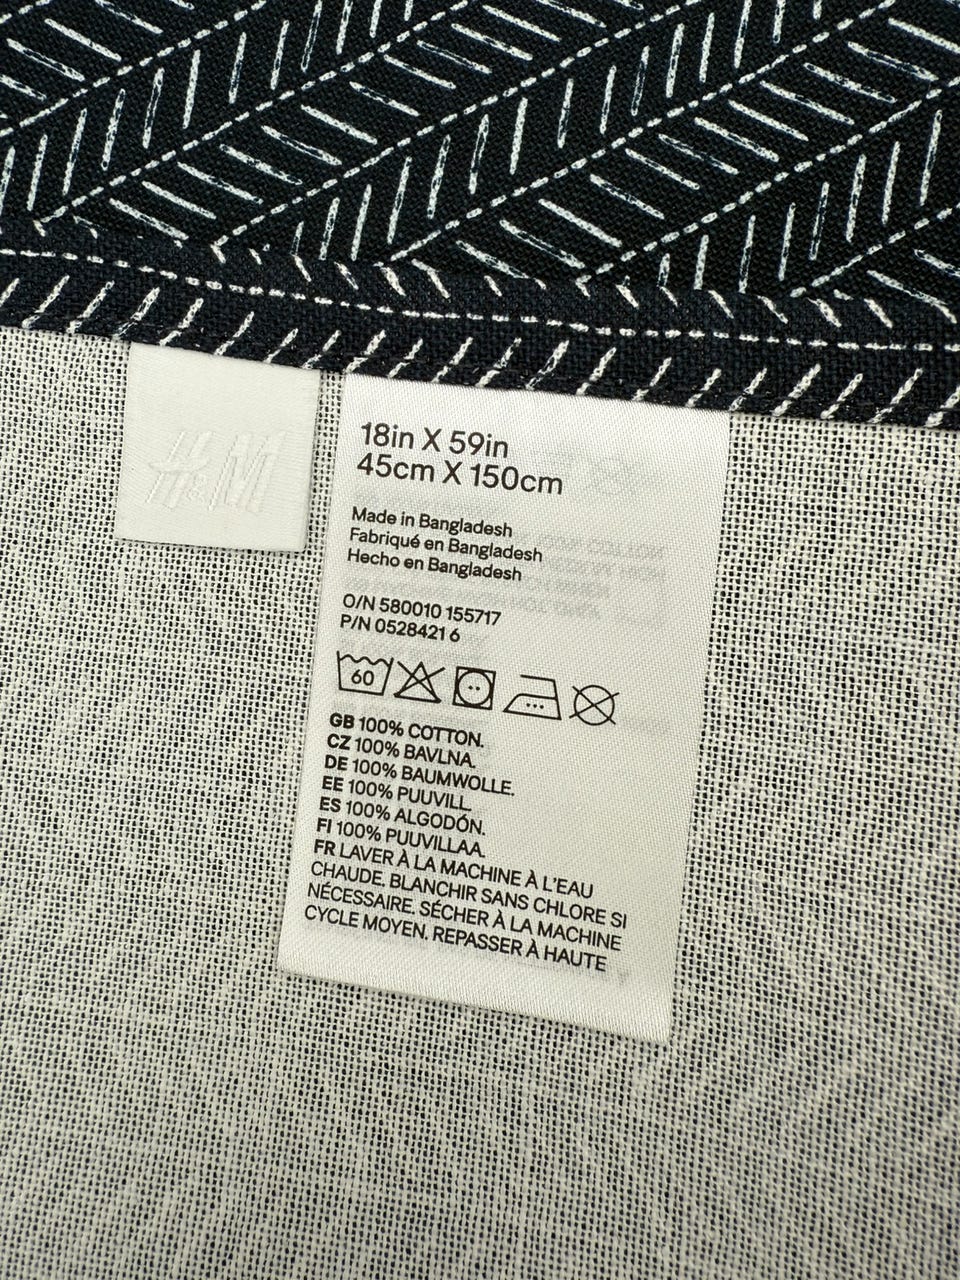 H&M
18in X 59in
45cm X 150cm
Made in Bangladesh
Fabriqué en Bangladesh
Hecho en Bangladesh
O/N 580010 155717
P/N 0528421 6
60
GB 100% COTTON.
CZ 100% BAVLNA.
DE 100% BAUMWOLLE.
EE 100% PUUVILL.
ES 100% ALGODÓN.
FI 100% PUUVILLAA.
FR LAVER À LA MACHINE À L'EAU
CHAUDE. BLANCHIR SANS CHLORE SI
NÉCESSAIRE. SÉCHER À LA MACHINE
CYCLE MOYEN. REPASSER À HAUTE